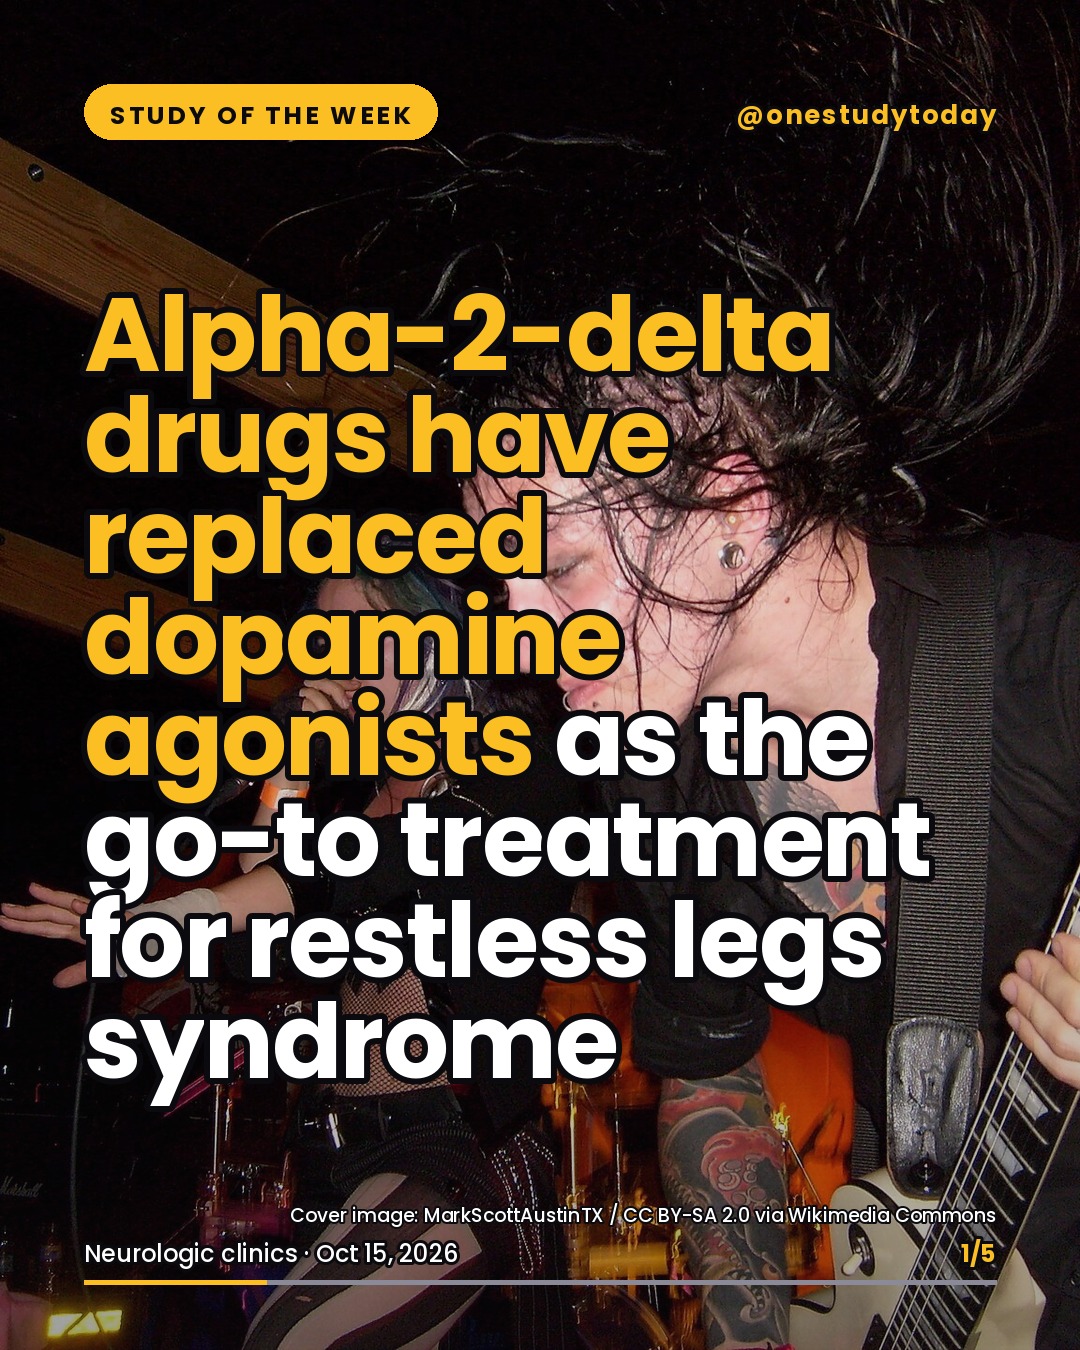 STUDY OF THE WEEK
@onestudytoday
Alpha-2-delta
drugs have
replaced
dopamine
agonists as the
go-to treatment
for restless legs
syndrome
Cover image: MarkScottAustinTX / CC BY-SA 2.0 via Wikimedia Commons
Neurologic clinics · Oct 15, 2026
1/5
Marshall